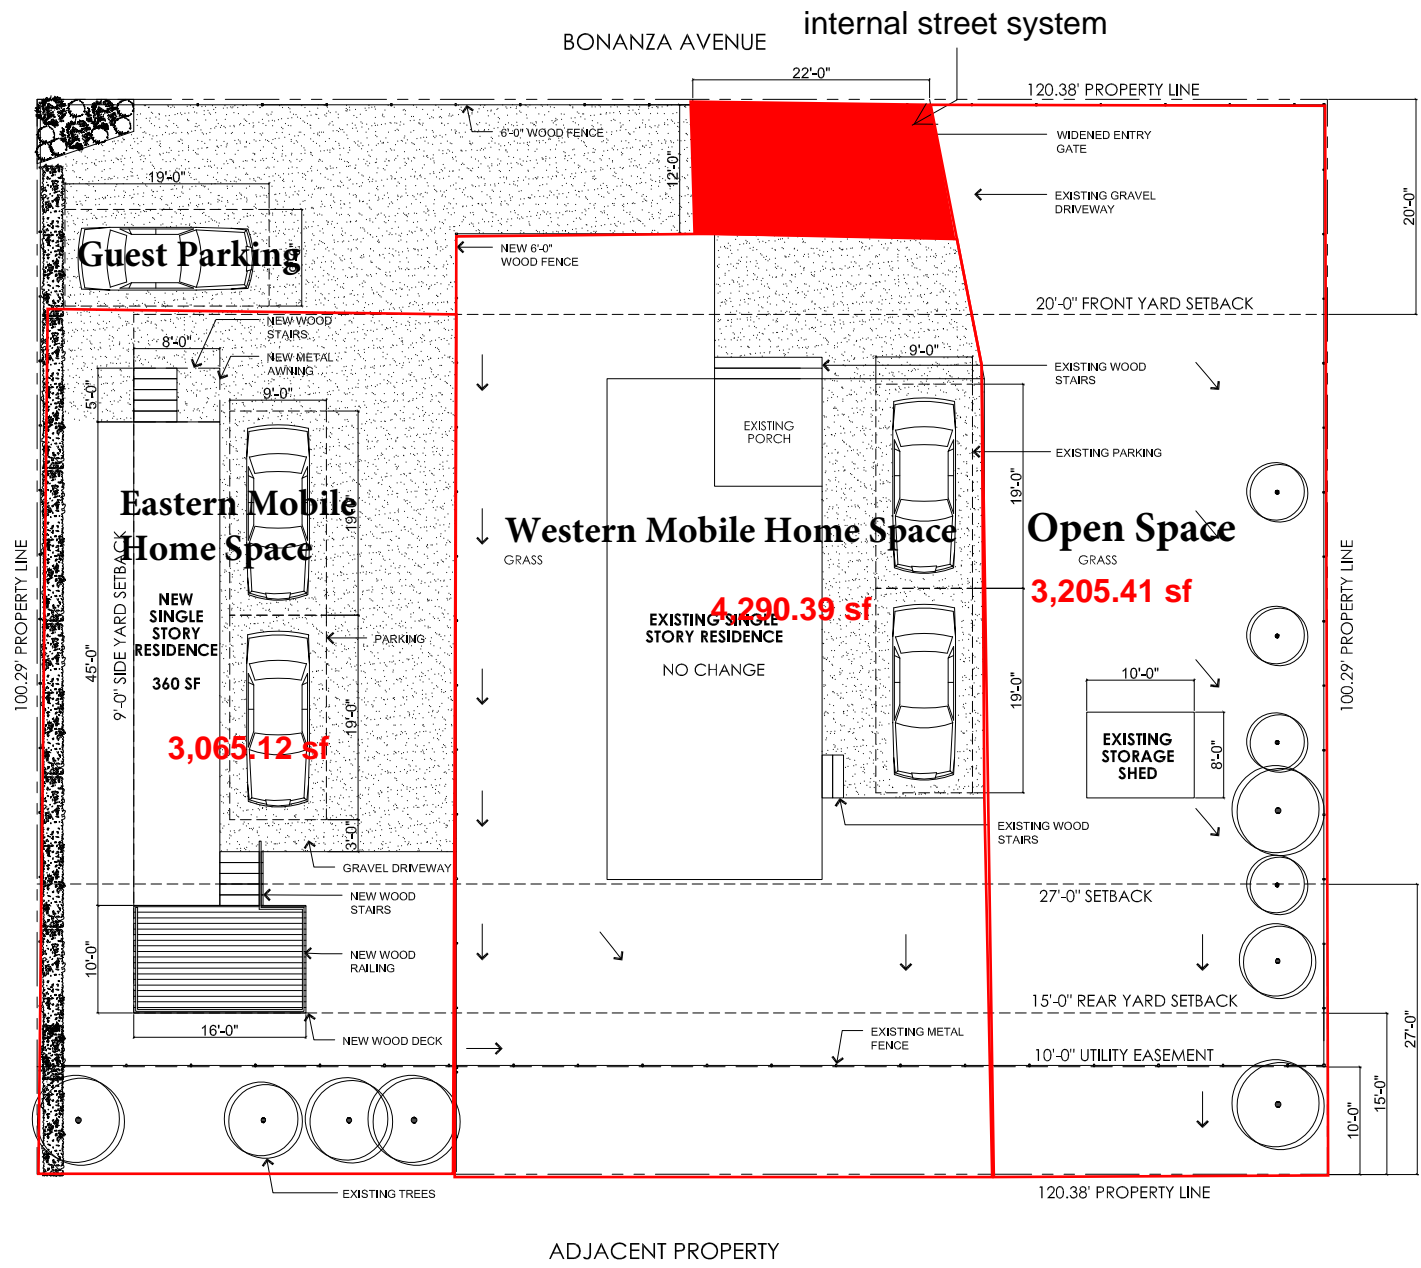 internal street system
BONANZA AVENUE
22'-0"
120.38' PROPERTY LINE
6'-0" WOOD FENCE
WIDENED ENTRY
GATE
12'-0"
19'-0"
EXISTING GRAVEL
DRIVEWAY
20'-0"
Guest Parking
NEW 6'-0"
WOOD FENCE
20'-0" FRONT YARD SETBACK
NEW WOOD
STAIRS
8'-0"
NEW METAL
AWNING
9'-0"
EXISTING WOOD
STAIRS
5'-0"
9'-0"
EXISTING
PORCH
EXISTING PARKING
19'-0"
19'-0"
Eastern Mobile
Home Space
Western Mobile Home Space
GRASS
Open Space
GRASS
100.29' PROPERTY LINE
9'-0" SIDE YARD SETBACK
100.29' PROPERTY LINE
NEW
SINGLE
STORY
RESIDENCE
360 SF
4,290.39 sf
3,205.41 sf
EXISTING SINGLE
STORY RESIDENCE
NO CHANGE
PARKING
45'-0"
19'-0"
19'-0"
10'-0"
3,065.12 sf
EXISTING
STORAGE
SHED
8'-0"
3'-0"
EXISTING WOOD
STAIRS
GRAVEL DRIVEWAY
NEW WOOD
STAIRS
27'-0" SETBACK
NEW WOOD
RAILING
10'-0"
15'-0" REAR YARD SETBACK
16'-0"
NEW WOOD DECK
EXISTING METAL
FENCE
10'-0" UTILITY EASEMENT
27'-0"
15'-0"
10'-0"
EXISTING TREES
120.38' PROPERTY LINE
ADJACENT PROPERTY